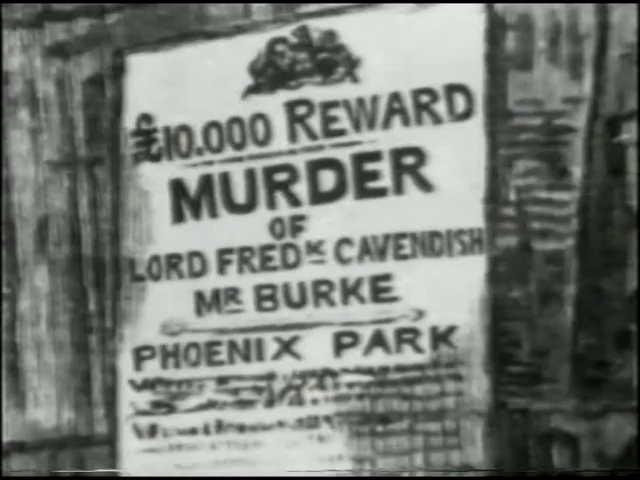 £10.000 REWARD
MURDER
OF
LORD FREDK CAVENDISH
MR BURKE
PHOENIX PARK